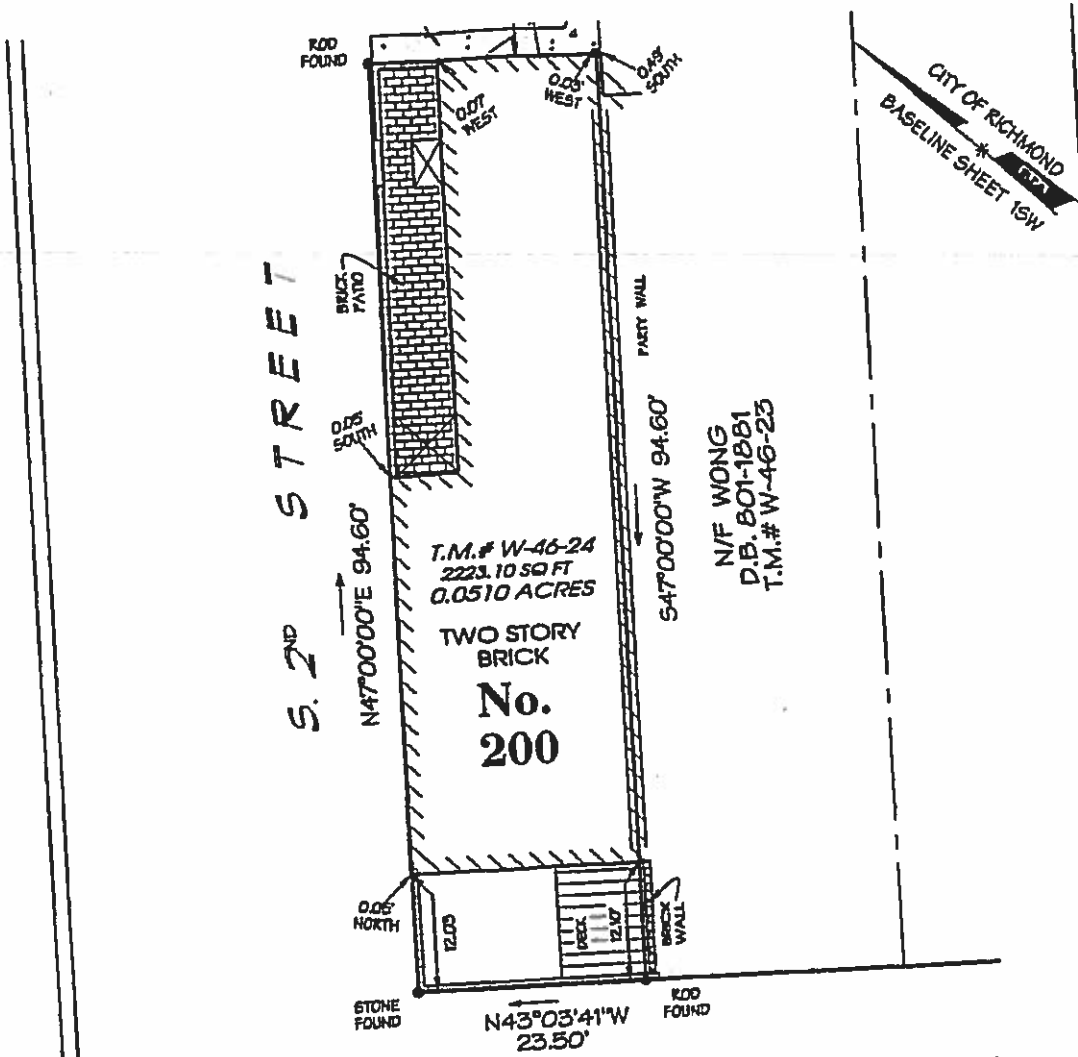 ROD
FOUND
0.07'
WEST
0.03'
WEST
0.49'
SOUTH
CITY OF RICHMOND
BASELINE SHEET 1SW
BRICK
PATIO
PARTY WALL
S. 2ND STREET
0.05'
SOUTH
N47°00'00"E 94.60'
S47°00'00"W 94.60'
T.M.# W-46-24
2223.10 SQ FT
0.0510 ACRES
TWO STORY
BRICK
No.
200
N/F WONG
D.B. 801-1881
T.M.# W-46-23
0.05'
NORTH
12.03
DECK
12.10'
BRICK
WALL
STONE
FOUND
N43°03'41"W
23.50'
ROD
FOUND